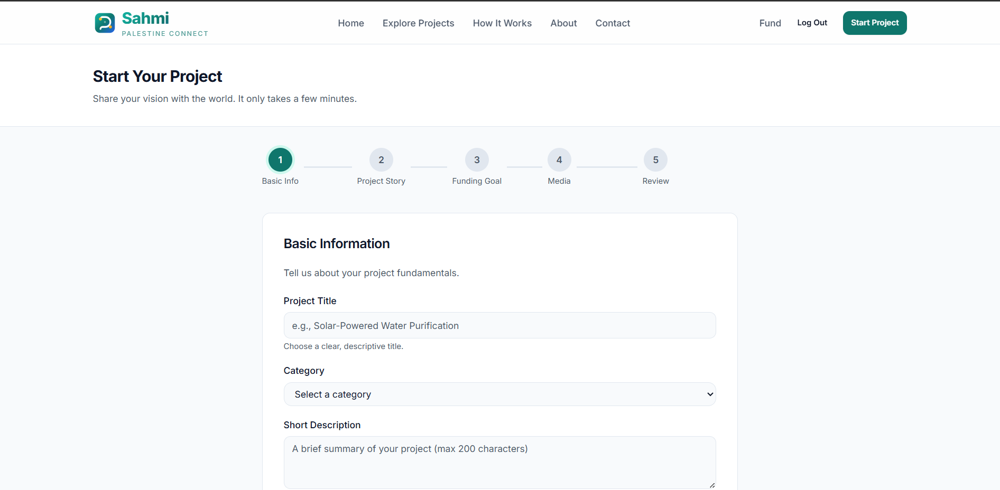 Sahmi
PALESTINE CONNECT
Home
Explore Projects
How It Works
About
Contact
Fund
Log Out
Start Project
Start Your Project
Share your vision with the world. It only takes a few minutes.
1
2
3
4
5
Basic Info
Project Story
Funding Goal
Media
Review
Basic Information
Tell us about your project fundamentals.
Project Title
e.g., Solar-Powered Water Purification
Choose a clear, descriptive title.
Category
Select a category
Short Description
A brief summary of your project (max 200 characters)